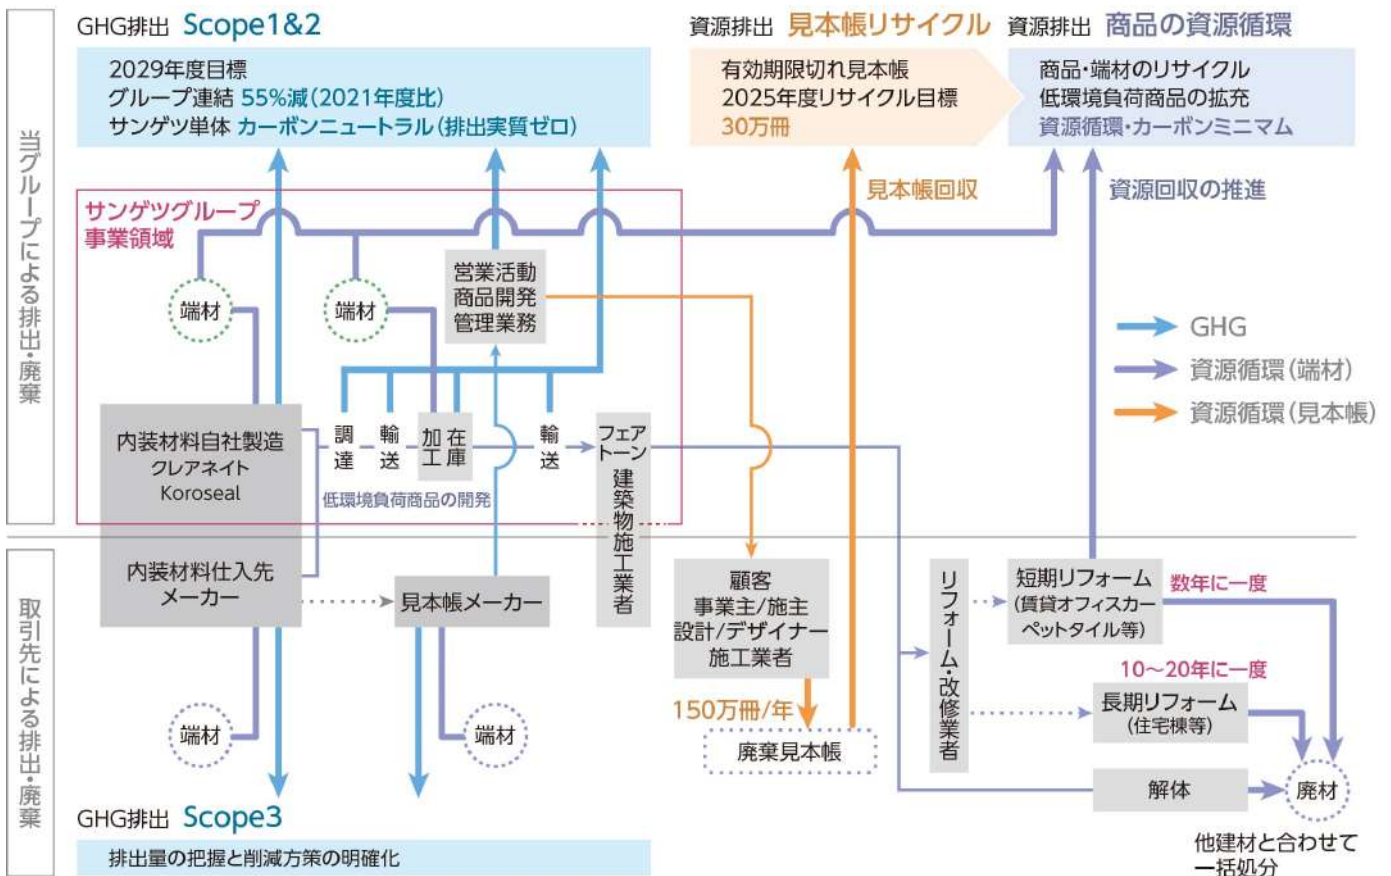 GHG排出 Scope1&2
2029年度目標
グループ連結 55%減(2021年度比)
サンゲツ単体 カーボンニュートラル(排出実質ゼロ)
資源排出 見本帳リサイクル
有効期限切れ見本帳
2025年度リサイクル目標
30万冊
資源排出 商品の資源循環
商品・端材のリサイクル
低環境負荷商品の拡充
資源循環・カーボンミニマム
当グループによる排出・廃棄
サンゲツグループ
事業領域
見本帳回収
資源回収の推進
端材
端材
営業活動
商品開発
管理業務
GHG
資源循環(端材)
資源循環(見本帳)
内装材料自社製造
クレアネイト
Koroseal
調達
輸送
加工
在庫
輸送
フェア
トーン
建築物施工業者
低環境負荷商品の開発
取引先による排出・廃棄
内装材料仕入先
メーカー
見本帳メーカー
顧客
事業主/施主
設計/デザイナー
施工業者
リフォーム・改修業者
短期リフォーム
(賃貸オフィスカー
ペットタイル等)
数年に一度
10〜20年に一度
長期リフォーム
(住宅棟等)
150万冊/年
廃棄見本帳
端材
端材
解体
廃材
他建材と合わせて
一括処分
GHG排出 Scope3
排出量の把握と削減方策の明確化